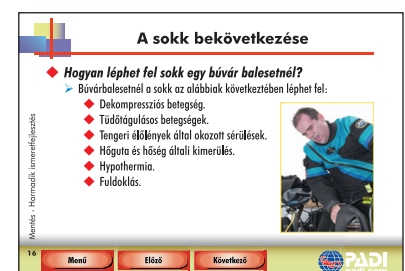 A sokk bekövetkezése
Hogyan léphet fel sokk egy búvár balesetnél?
Búvárbalesetnél a sokk az alábbiak következtében léphet fel:
Dekompressziós betegség.
Tüdőtágulásos betegségek.
Tengeri élőlények által okozott sérülések.
Hőguta és hőség általi kimerülés.
Hypothermia.
Fuldoklás.
Mentés - Harmadik ismeretfejlesztés
16
Menü
Előző
Következő
PADI